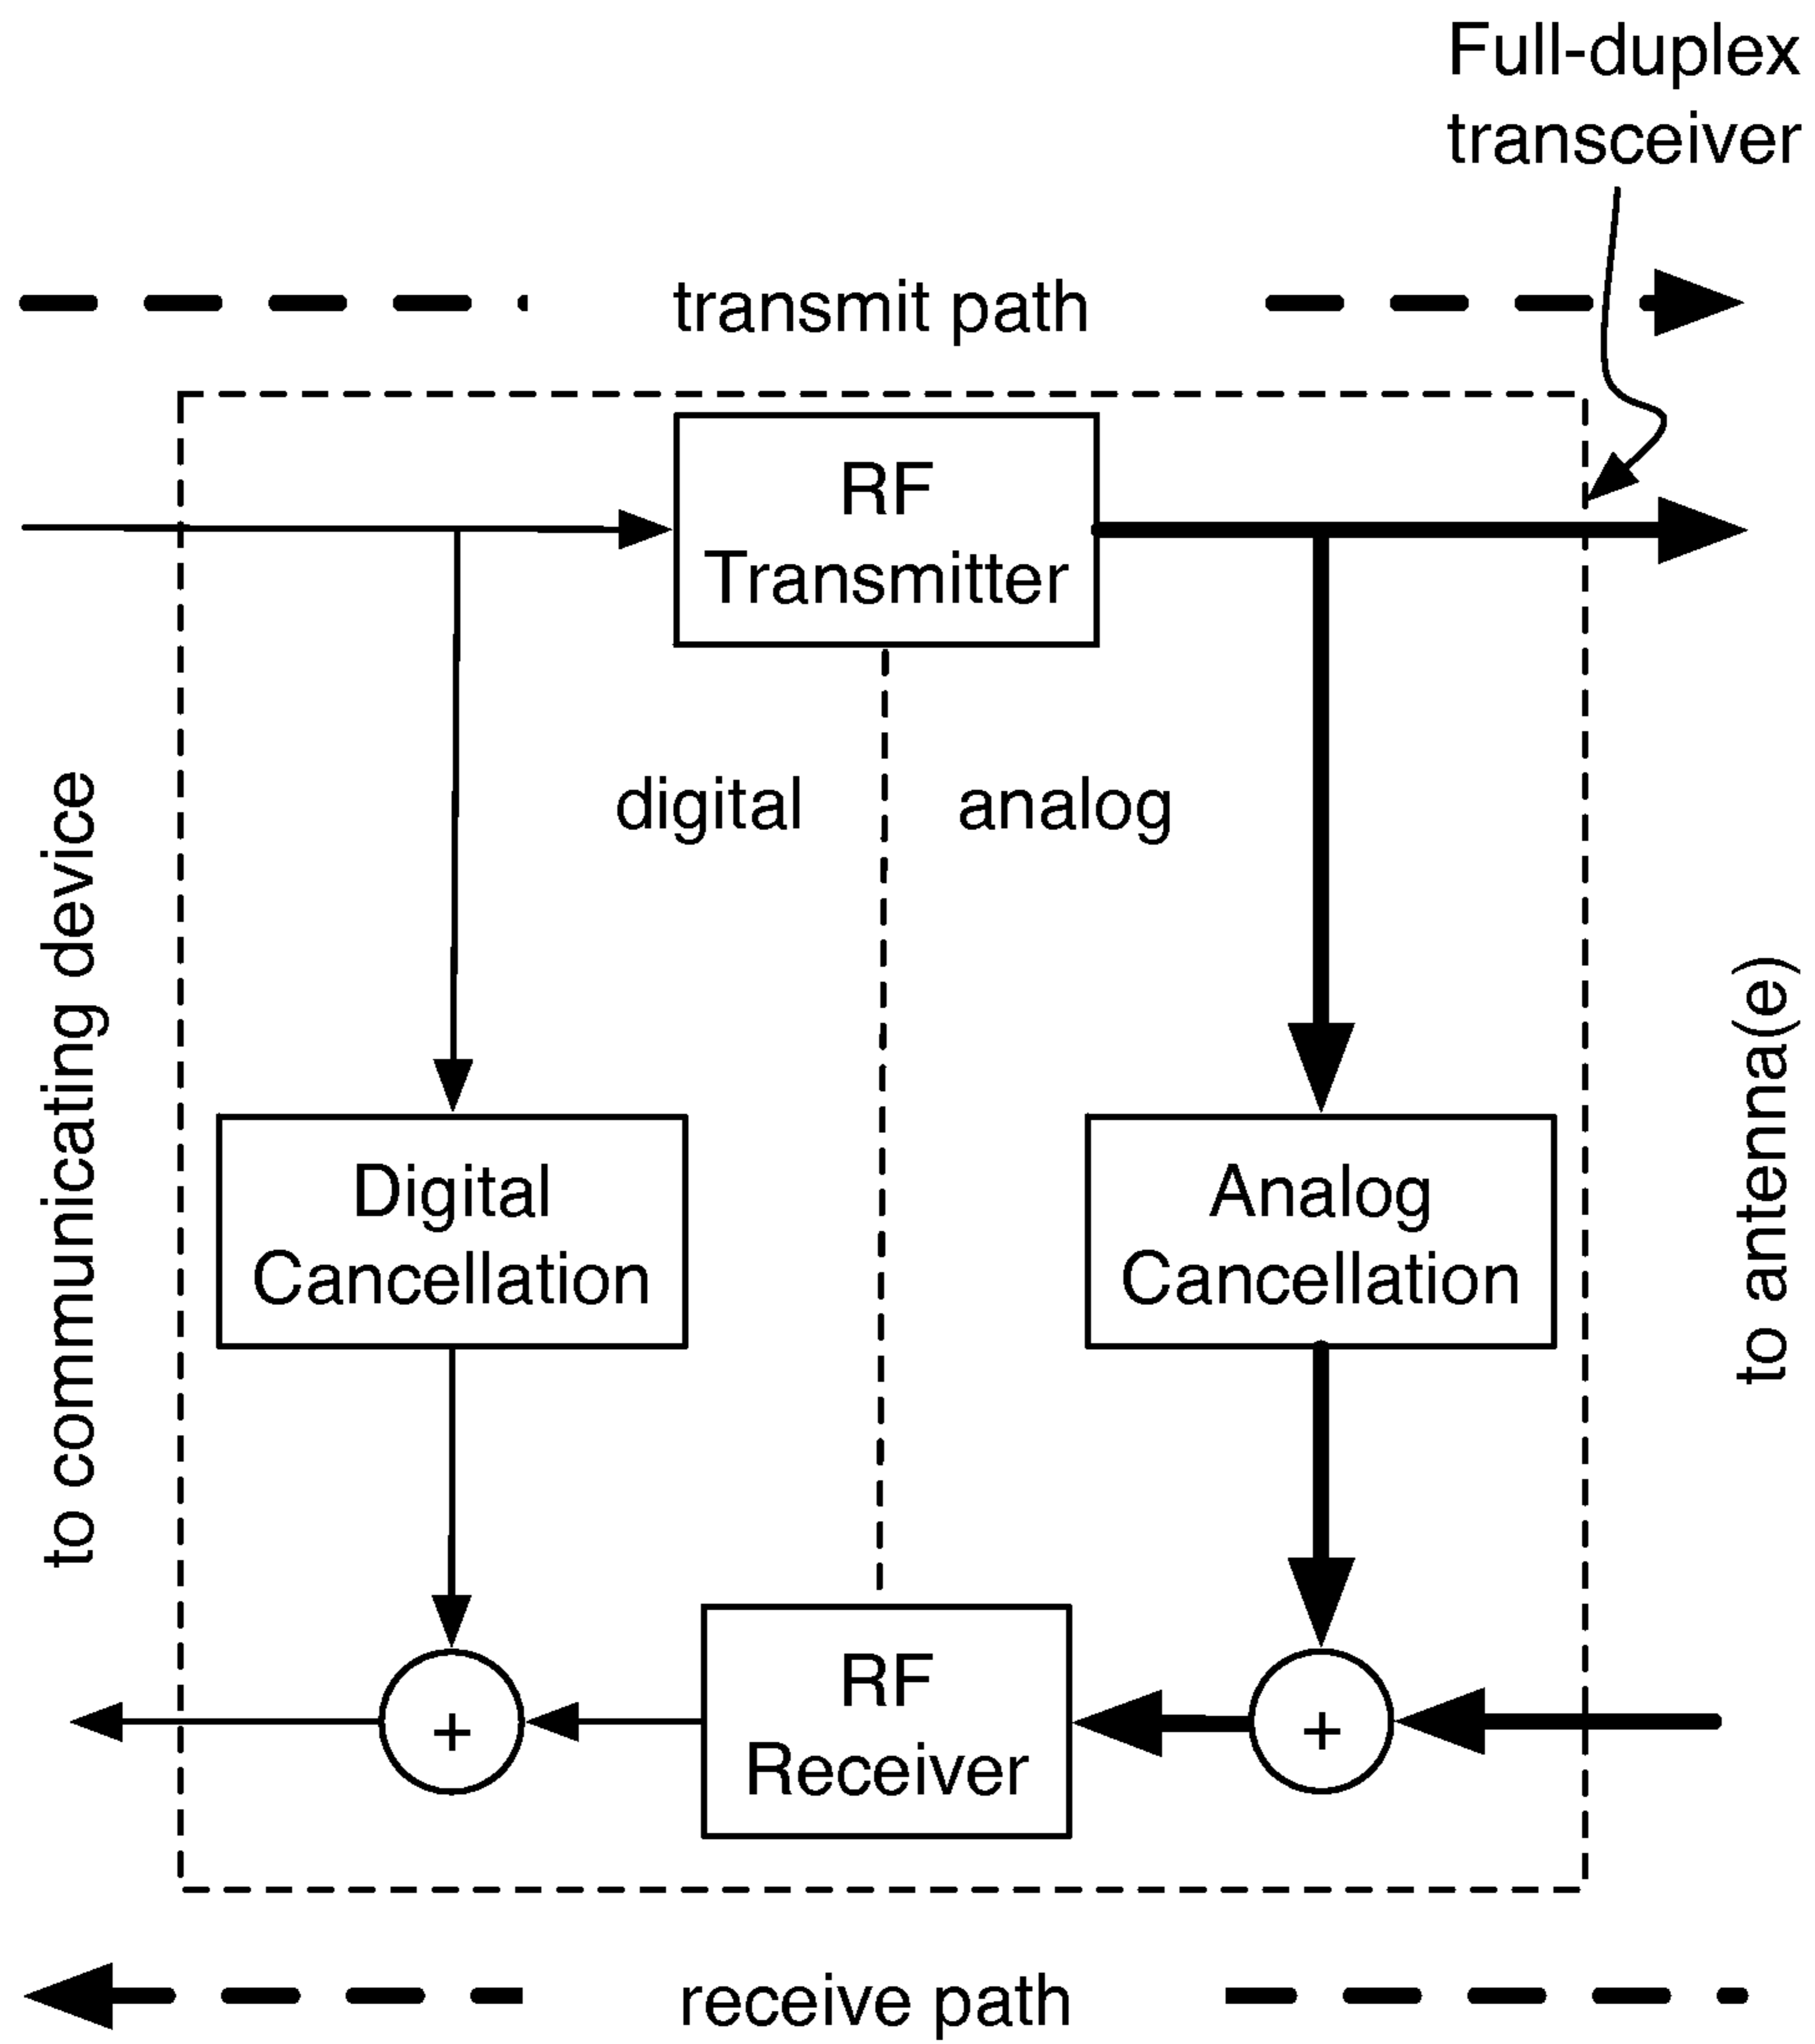 Full-duplex
transceiver
transmit path
RF
Transmitter
digital
analog
to communicating device
to antenna(e)
Digital
Cancellation
Analog
Cancellation
+
RF
Receiver
+
receive path